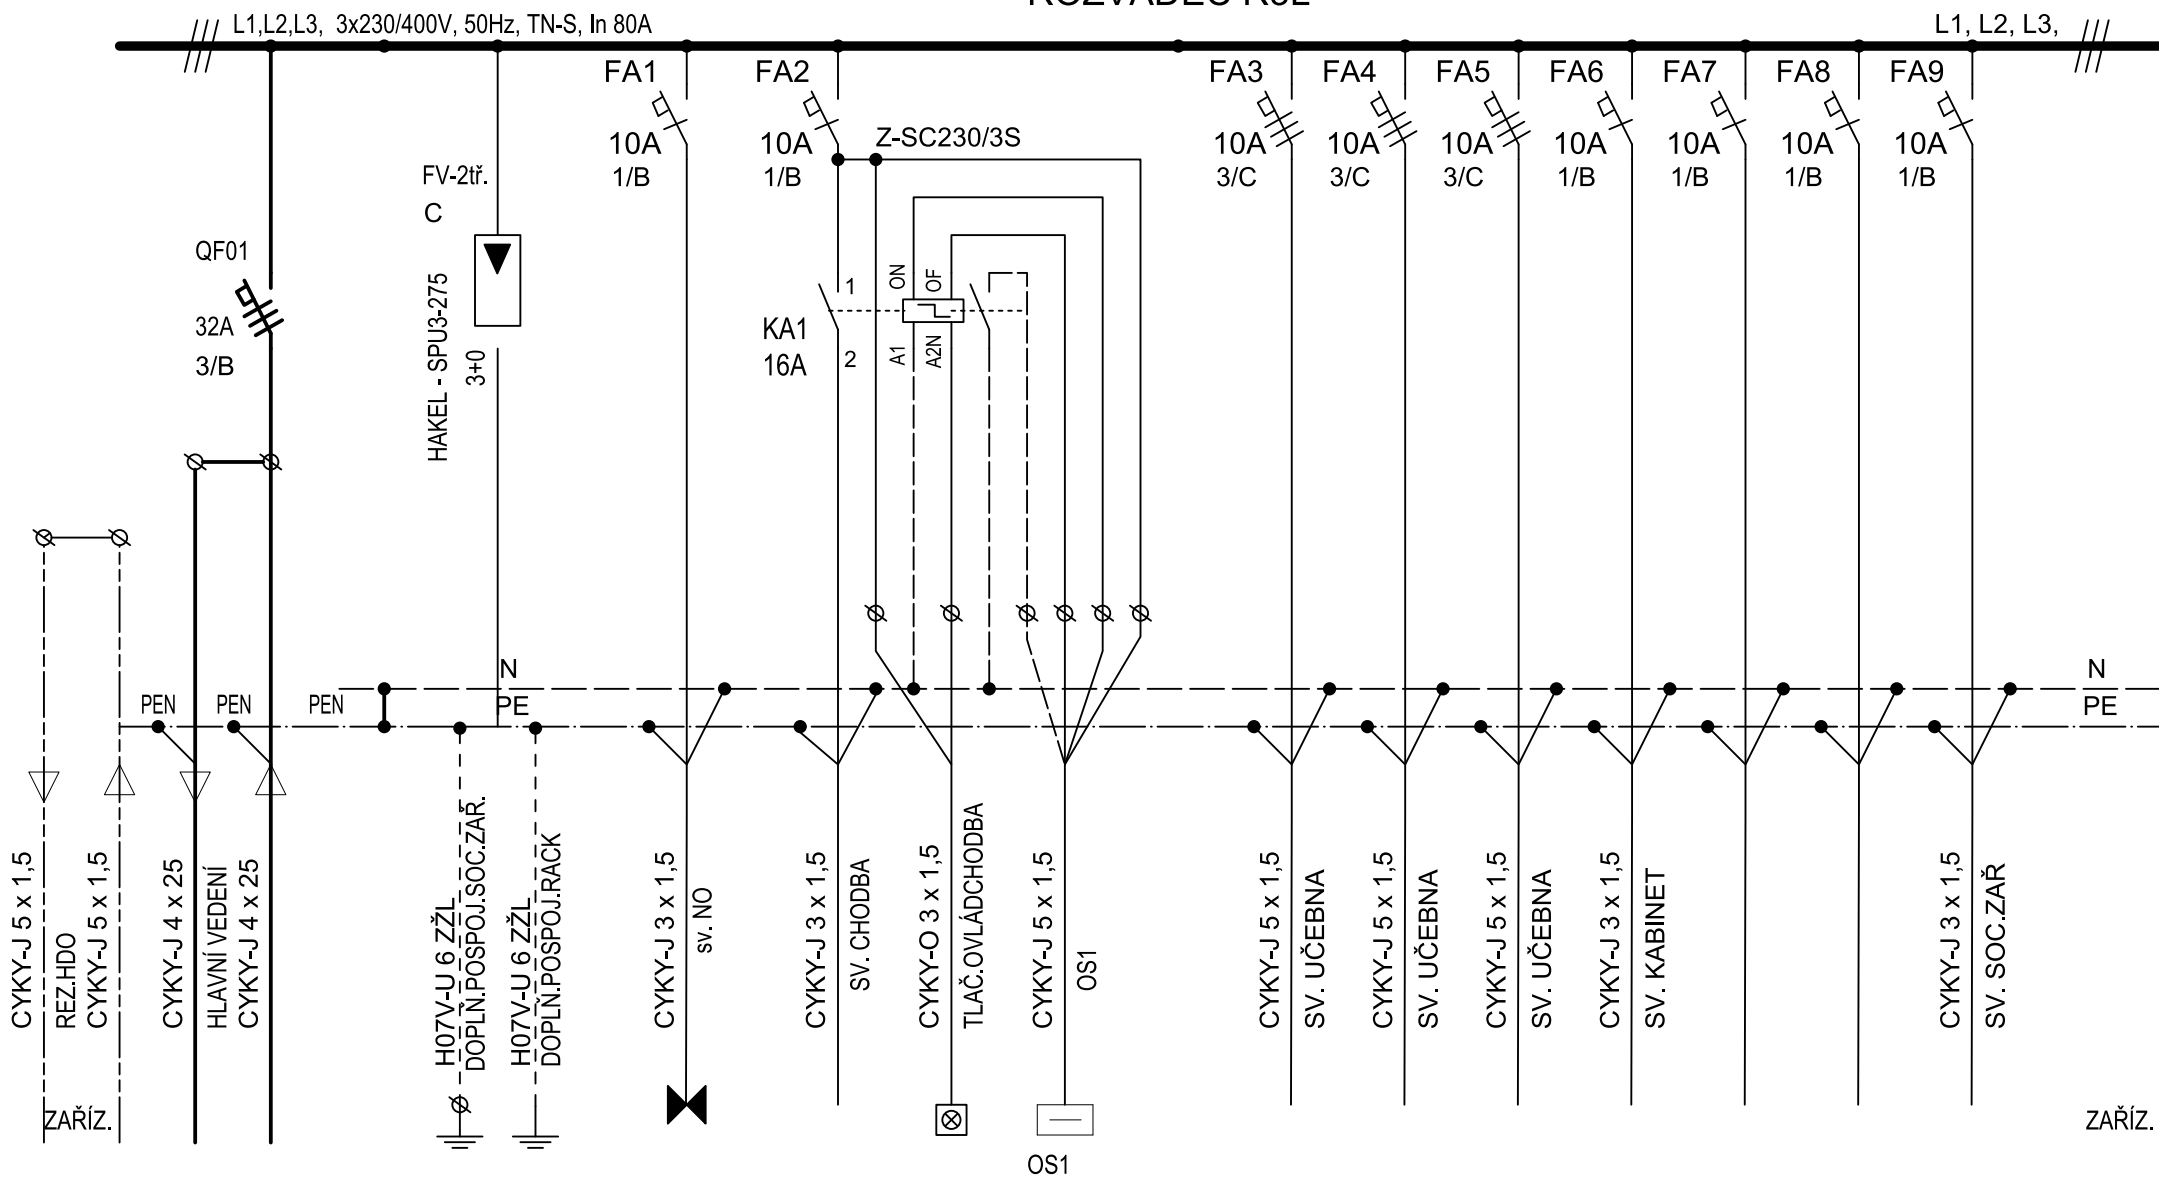 L1,L2,L3, 3x230/400V, 50Hz, TN-S, In 80A
L1, L2, L3,
FA1
10A
1/B
FA2
10A
1/B
Z-SC230/3S
FA3
10A
3/C
FA4
10A
3/C
FA5
10A
3/C
FA6
10A
1/B
FA7
10A
1/B
FA8
10A
1/B
FA9
10A
1/B
FV-2tř.
C
HAKEL - SPU3-275
3+0
QF01
32A
3/B
KA1
16A
1
2
ON
OF
A1
A2N
N
PE
N
PE
PEN
PEN
PEN
CYKY-J 5 x 1,5
REZ.HDO
CYKY-J 5 x 1,5
CYKY-J 4 x 25
HLAVNÍ VEDENÍ
CYKY-J 4 x 25
H07V-U 6 ZŽL
DOPLŇ.POSPOJ.SOC.ZAŘ.
H07V-U 6 ZŽL
DOPLŇ.POSPOJ.RACK
CYKY-J 3 x 1,5
sv. NO
CYKY-J 3 x 1,5
SV. CHODBA
CYKY-O 3 x 1,5
TLAČ.OVLÁDCHODBA
CYKY-J 5 x 1,5
OS1
CYKY-J 5 x 1,5
SV. UČEBNA
CYKY-J 5 x 1,5
SV. UČEBNA
CYKY-J 5 x 1,5
SV. UČEBNA
CYKY-J 3 x 1,5
SV. KABINET
CYKY-J 3 x 1,5
SV. SOC.ZAŘ
ZAŘÍZ.
OS1
ZAŘÍZ.